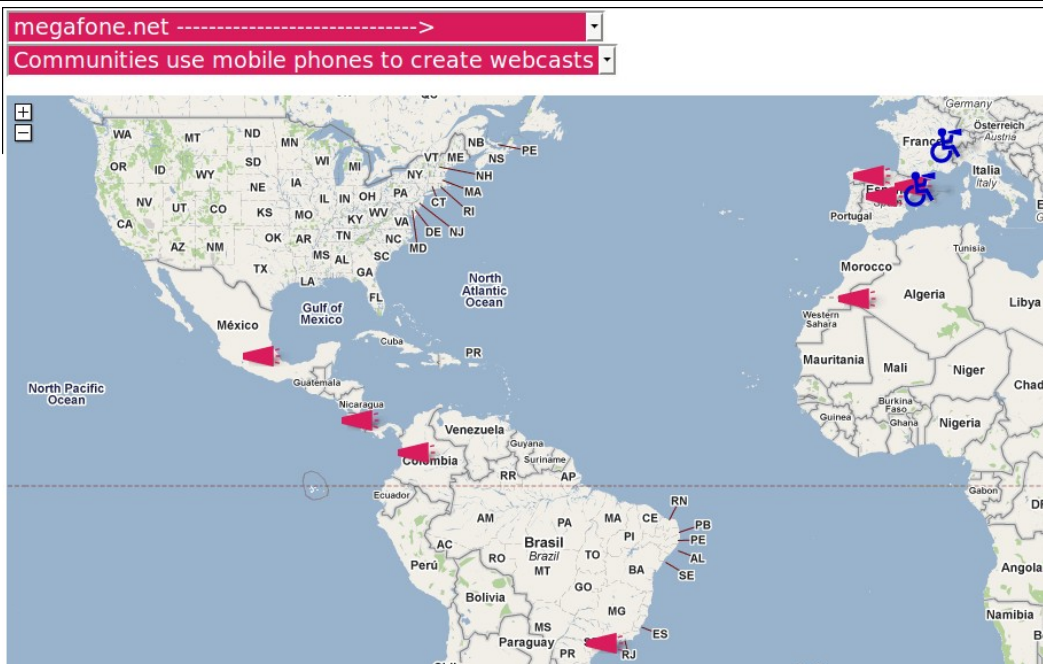 megafone.net ------------------------------>
Communities use mobile phones to create webcasts
+
−
Germany
Österreich
Austria
France
Italia
Italy
Portugal
WA
MT
ND
MN
NB
PE
OR
ID
WY
SD
WI
MI
VT
ME
NS
NY
NH
NV
UT
CO
NE
IA
IL
IN
OH
PA
MA
CT
RI
CA
KS
MO
KY
WV
VA
DE
NJ
MD
AZ
NM
OK
AR
TN
NC
SC
MS
AL
GA
TX
LA
FL
North
Atlantic
Ocean
Gulf of
Mexico
México
Cuba
PR
Morocco
Tunisia
Algeria
Libya
Western
Sahara
Mauritania
Mali
Niger
Chad
North Pacific
Ocean
Guatemala
Nicaragua
Burkina
Faso
Guinea
Ghana
Nigeria
Venezuela
Guyana
Suriname
Colombia
RR
AP
Ecuador
Gabon
RN
AM
PA
MA
CE
PB
PI
PE
AC
Brasil
Brazil
RO
TO
AL
MT
BA
SE
Perú
GO
Angola
Bolivia
MG
Namibia
MS
ES
Paraguay
PR
RJ